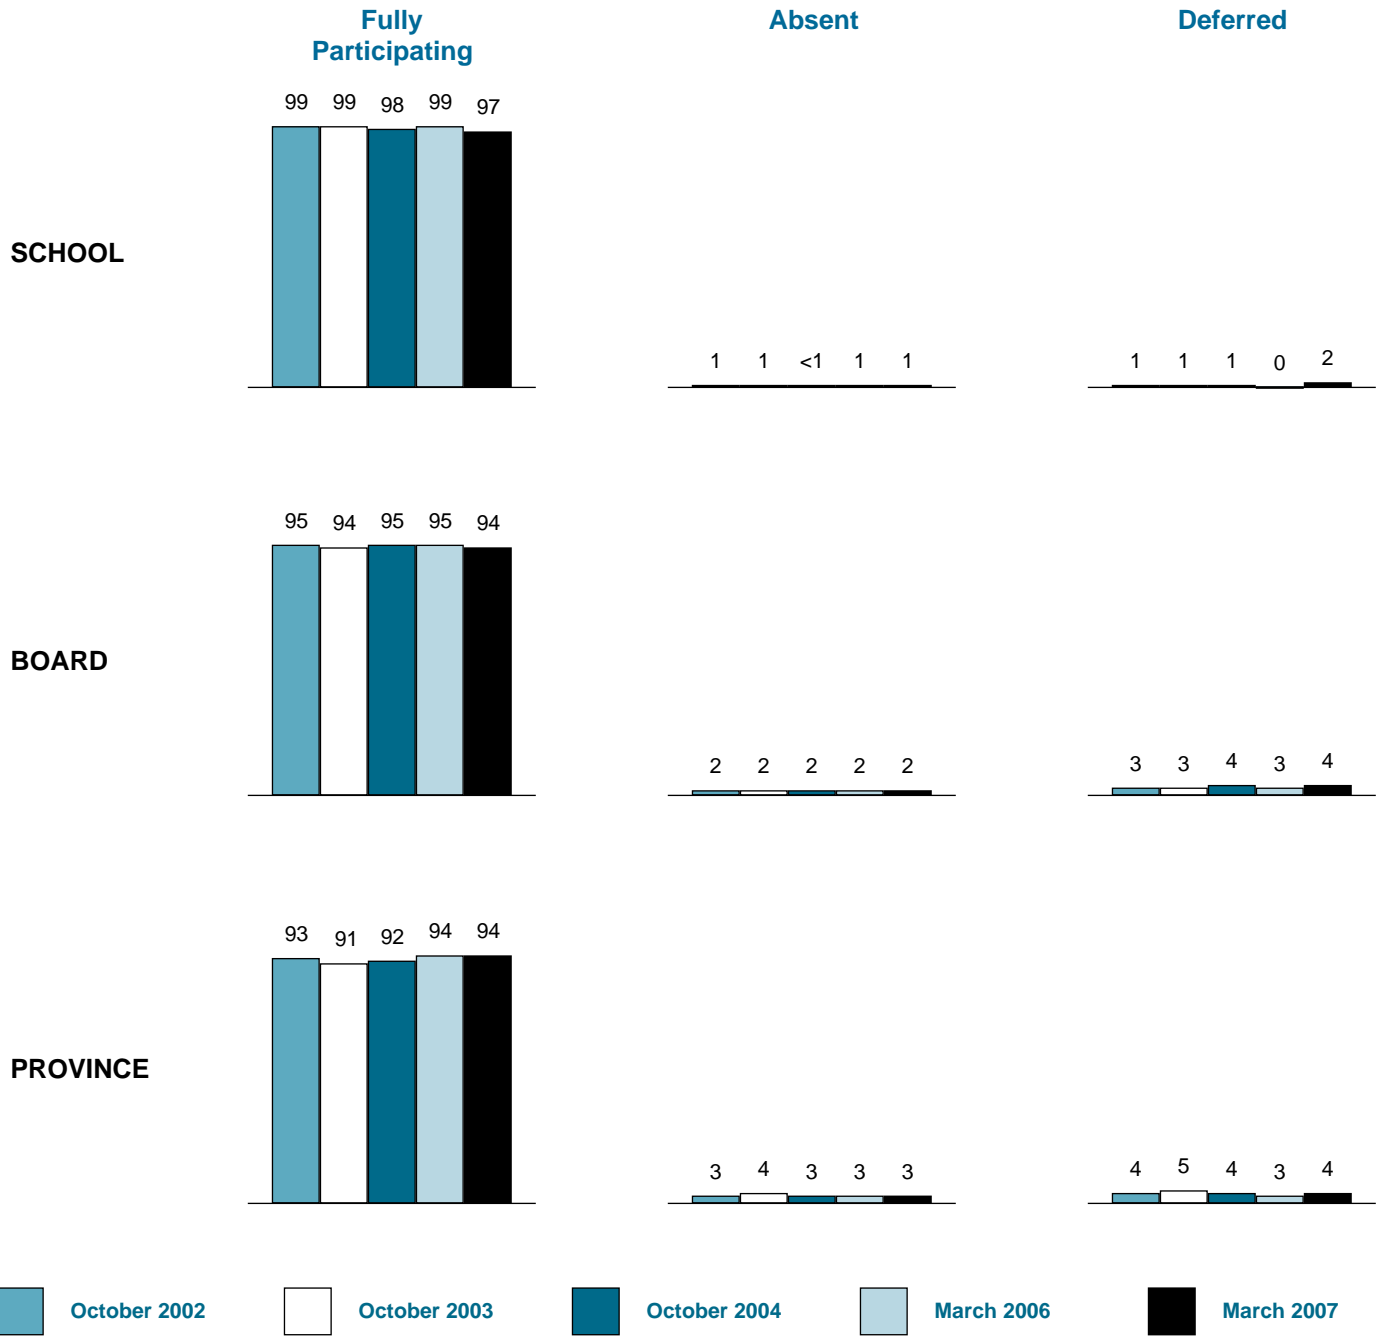 Fully
Participating
Absent
Deferred
99 99 98 99 97
SCHOOL
1 1 <1 1 1
1 1 1 0 2
95 94 95 95 94
BOARD
2 2 2 2 2
3 3 4 3 4
93 91 92 94 94
PROVINCE
3 4 3 3 3
4 5 4 3 4
October 2002
October 2003
October 2004
March 2006
March 2007